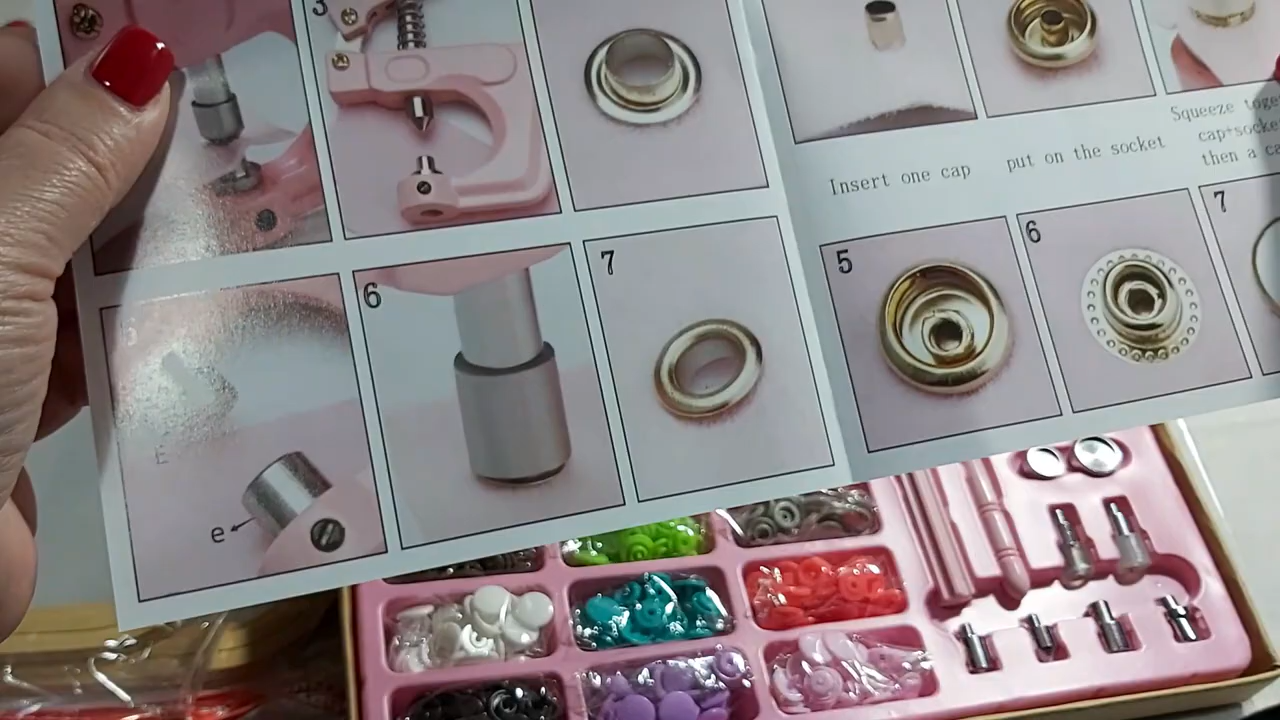 3
Insert one cap
put on the socket
Squeeze toge
cap+socke
then a ca
6
7
5
6
7
E
e